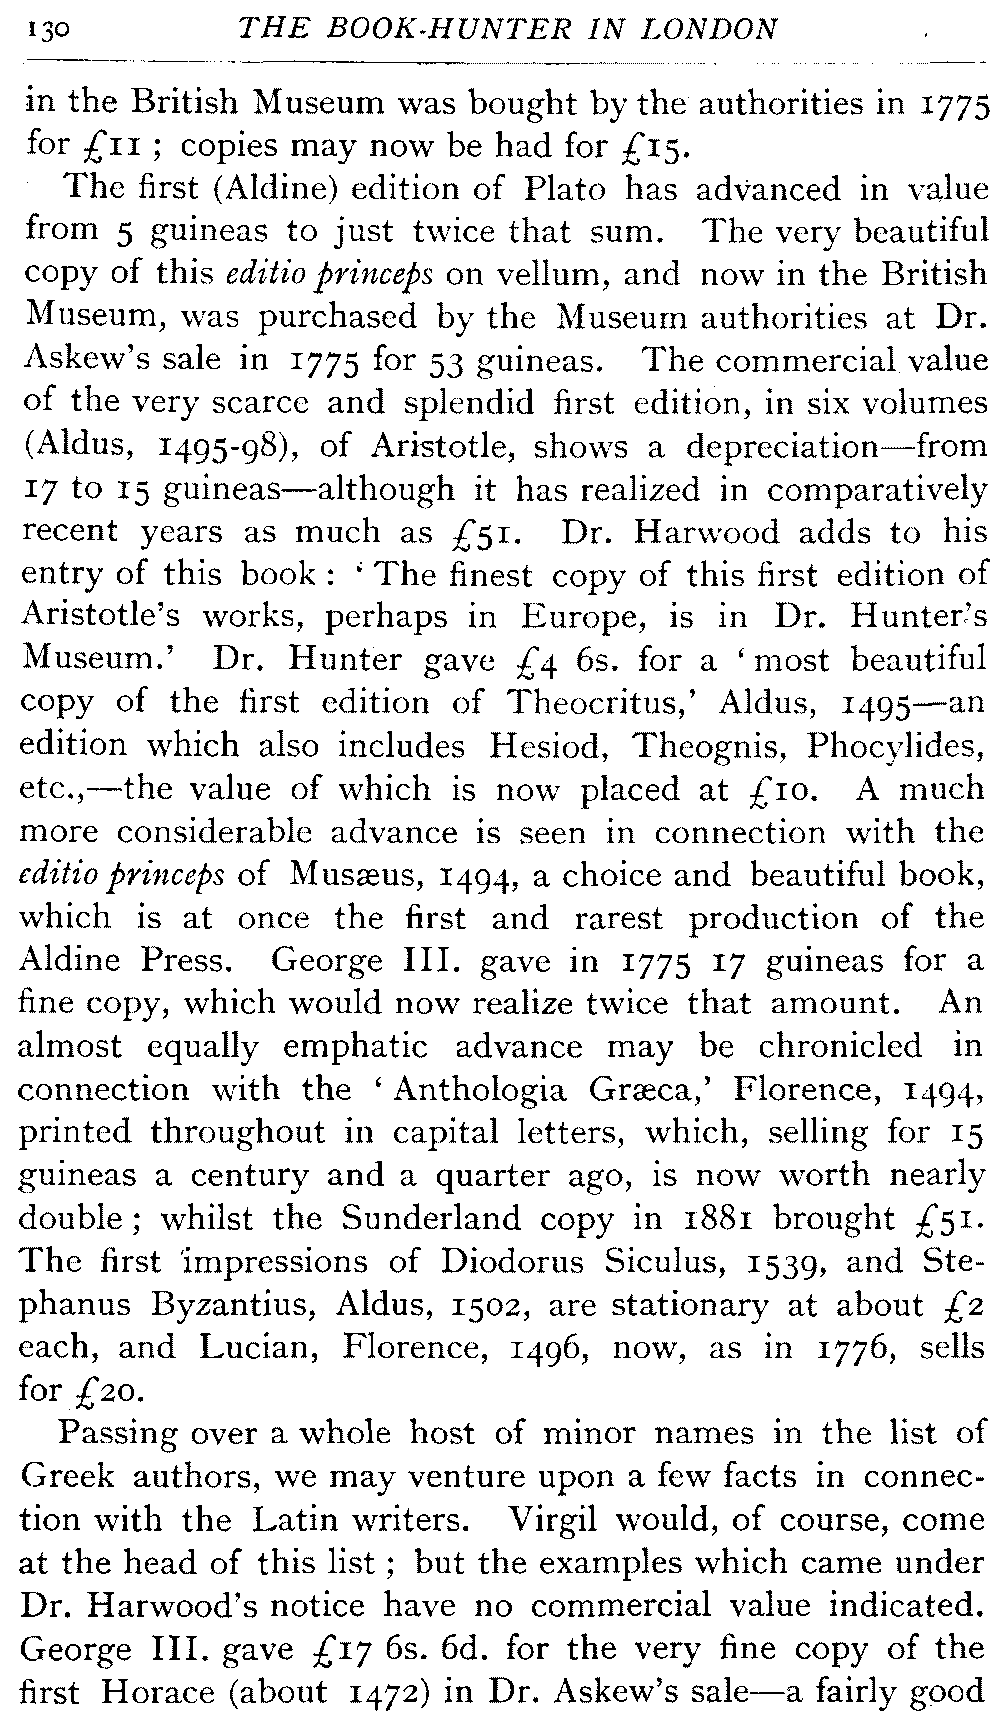 130 THE BOOK-HUNTER IN LONDON
in the British Museum was bought by the authorities in 1775
for £11 ; copies may now be had for £15.
The first (Aldine) edition of Plato has advanced in value
from 5 guineas to just twice that sum. The very beautiful
copy of this editio princeps on vellum, and now in the British
Museum, was purchased by the Museum authorities at Dr.
Askew's sale in 1775 for 53 guineas. The commercial value
of the very scarce and splendid first edition, in six volumes
(Aldus, 1495-98), of Aristotle, shows a depreciation—from
17 to 15 guineas—although it has realized in comparatively
recent years as much as £51. Dr. Harwood adds to his
entry of this book : ‘ The finest copy of this first edition of
Aristotle's works, perhaps in Europe, is in Dr. Hunter's
Museum.’ Dr. Hunter gave £4 6s. for a ‘ most beautiful
copy of the first edition of Theocritus,’ Aldus, 1495—an
edition which also includes Hesiod, Theognis, Phocylides,
etc.,—the value of which is now placed at £10. A much
more considerable advance is seen in connection with the
editio princeps of Musæus, 1494, a choice and beautiful book,
which is at once the first and rarest production of the
Aldine Press. George III. gave in 1775 17 guineas for a
fine copy, which would now realize twice that amount. An
almost equally emphatic advance may be chronicled in
connection with the ‘ Anthologia Græca,’ Florence, 1494,
printed throughout in capital letters, which, selling for 15
guineas a century and a quarter ago, is now worth nearly
double ; whilst the Sunderland copy in 1881 brought £51.
The first impressions of Diodorus Siculus, 1539, and Ste-
phanus Byzantius, Aldus, 1502, are stationary at about £2
each, and Lucian, Florence, 1496, now, as in 1776, sells
for £20.
Passing over a whole host of minor names in the list of
Greek authors, we may venture upon a few facts in connec-
tion with the Latin writers. Virgil would, of course, come
at the head of this list ; but the examples which came under
Dr. Harwood's notice have no commercial value indicated.
George III. gave £17 6s. 6d. for the very fine copy of the
first Horace (about 1472) in Dr. Askew's sale—a fairly good